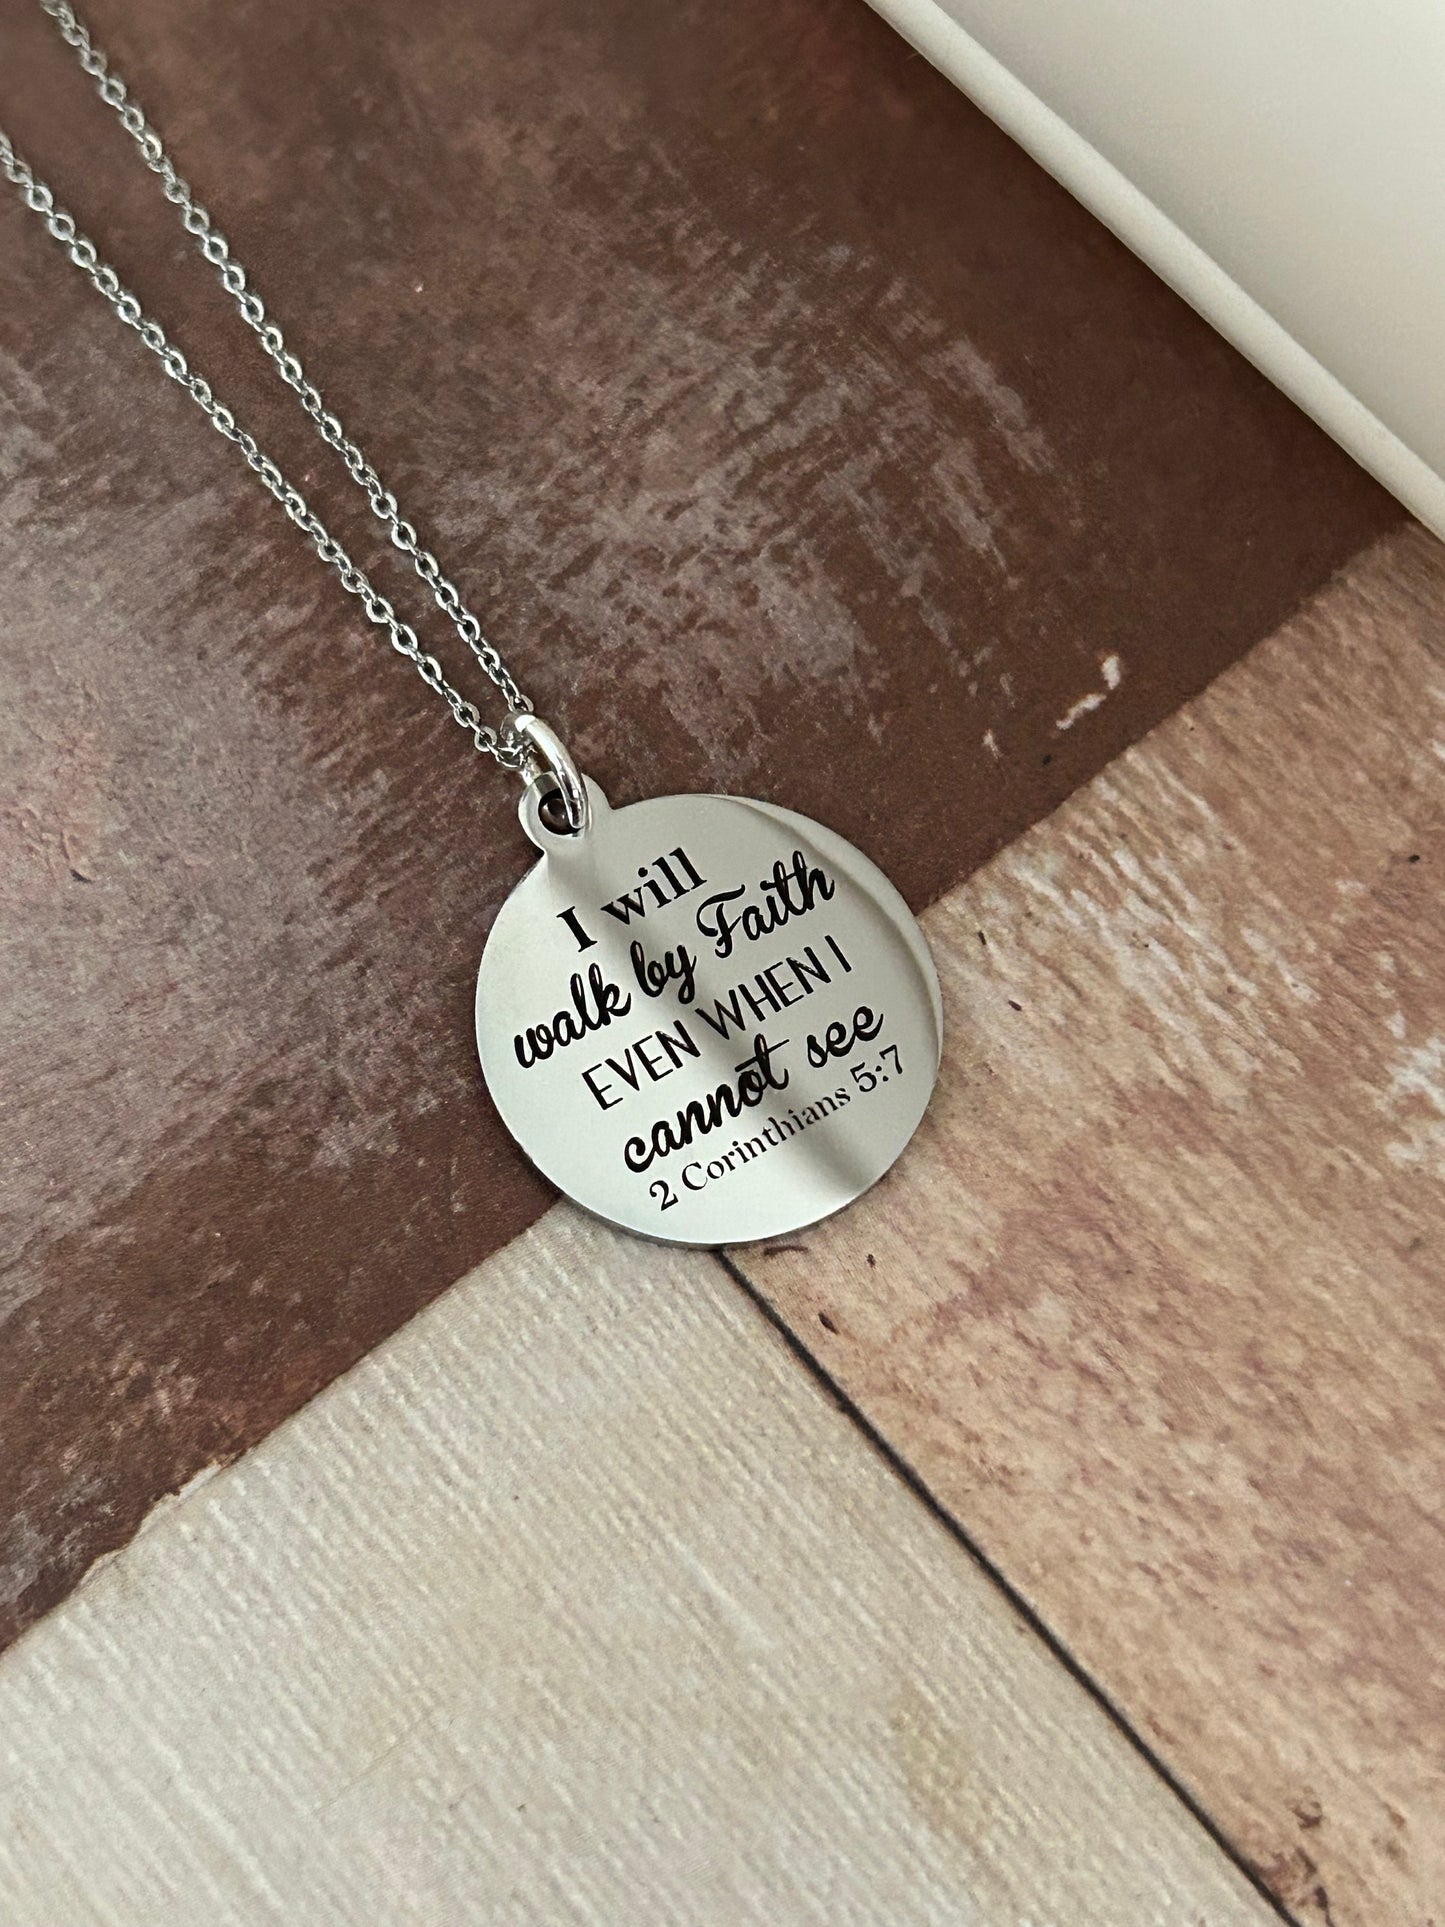 I will
walk by Faith
EVEN WHEN I
cannot see
2 Corinthians 5:7